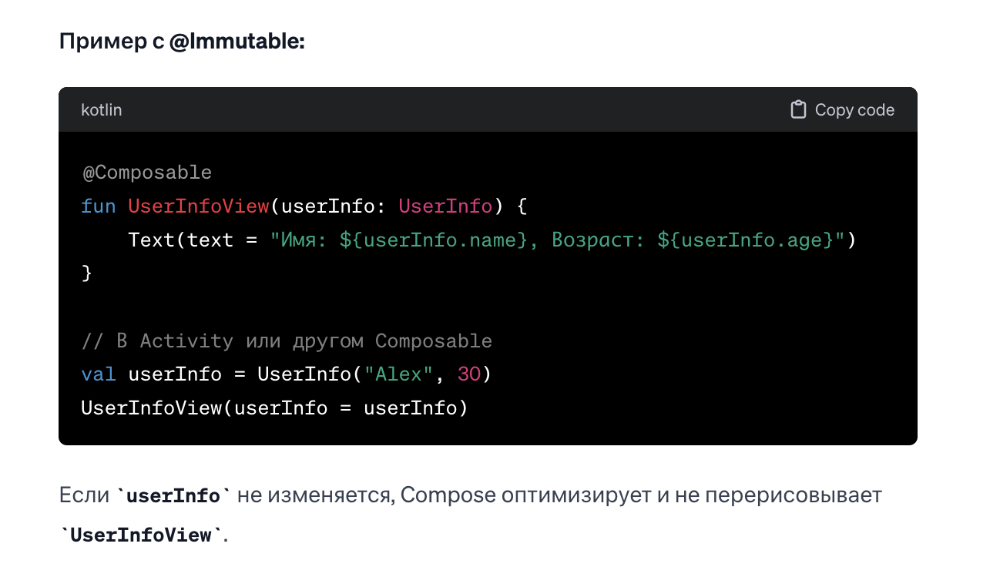 Пример с @Immutable:
kotlin
Copy code
@Composable
fun UserInfoView(userInfo: UserInfo) {
    Text(text = "Имя: ${userInfo.name}, Возраст: ${userInfo.age}")
}
// В Activity или другом Composable
val userInfo = UserInfo("Alex", 30)
UserInfoView(userInfo = userInfo)
Если `userInfo` не изменяется, Compose оптимизирует и не перерисовывает
`UserInfoView`.